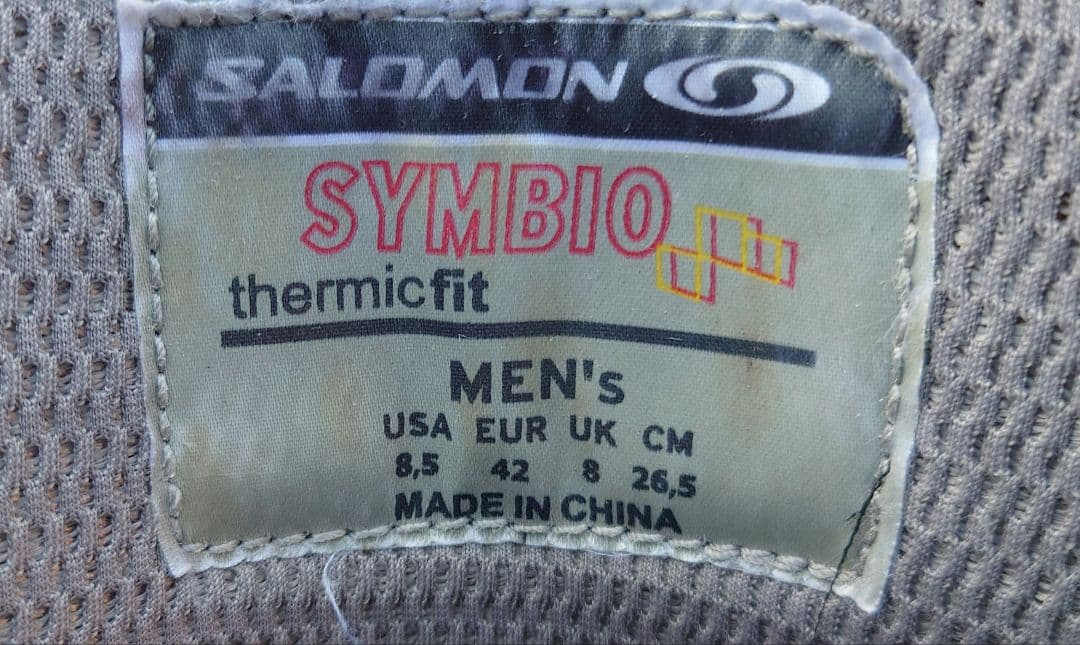 SALOMON
SYMBIO
thermicfit
MEN's
USA EUR UK CM
8,5 42 8 26,5
MADE IN CHINA